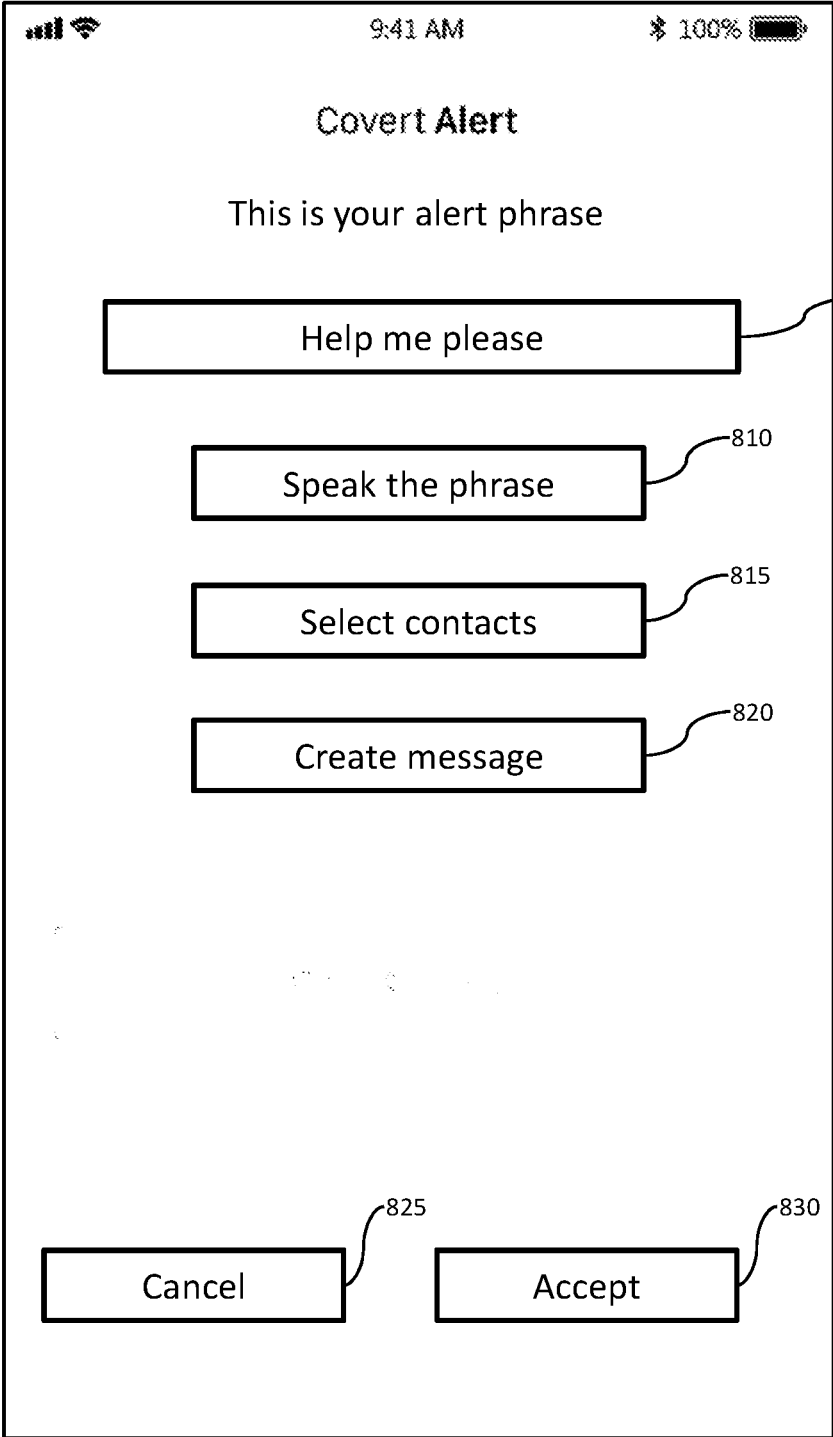 9:41 AM 100%
Covert Alert
This is your alert phrase
Help me please
810
Speak the phrase
815
Select contacts
820
Create message
825
830
Cancel
Accept